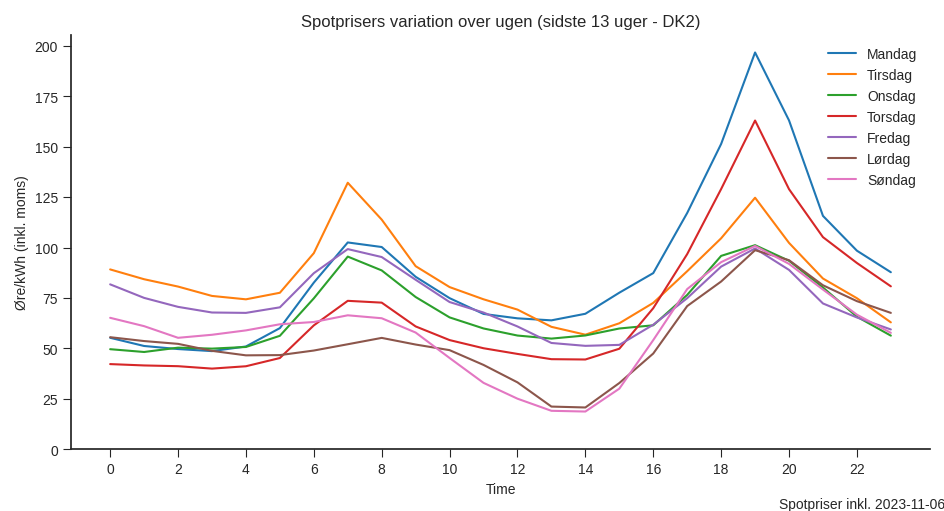 Spotprisers variation over ugen (sidste 13 uger - DK2)
Mandag
Tirsdag
Onsdag
Torsdag
Fredag
Lørdag
Søndag
Øre/kWh (inkl. moms)
200
175
150
125
100
75
50
25
0
0 2 4 6 8 10 12 14 16 18 20 22
Time
Spotpriser inkl. 2023-11-06